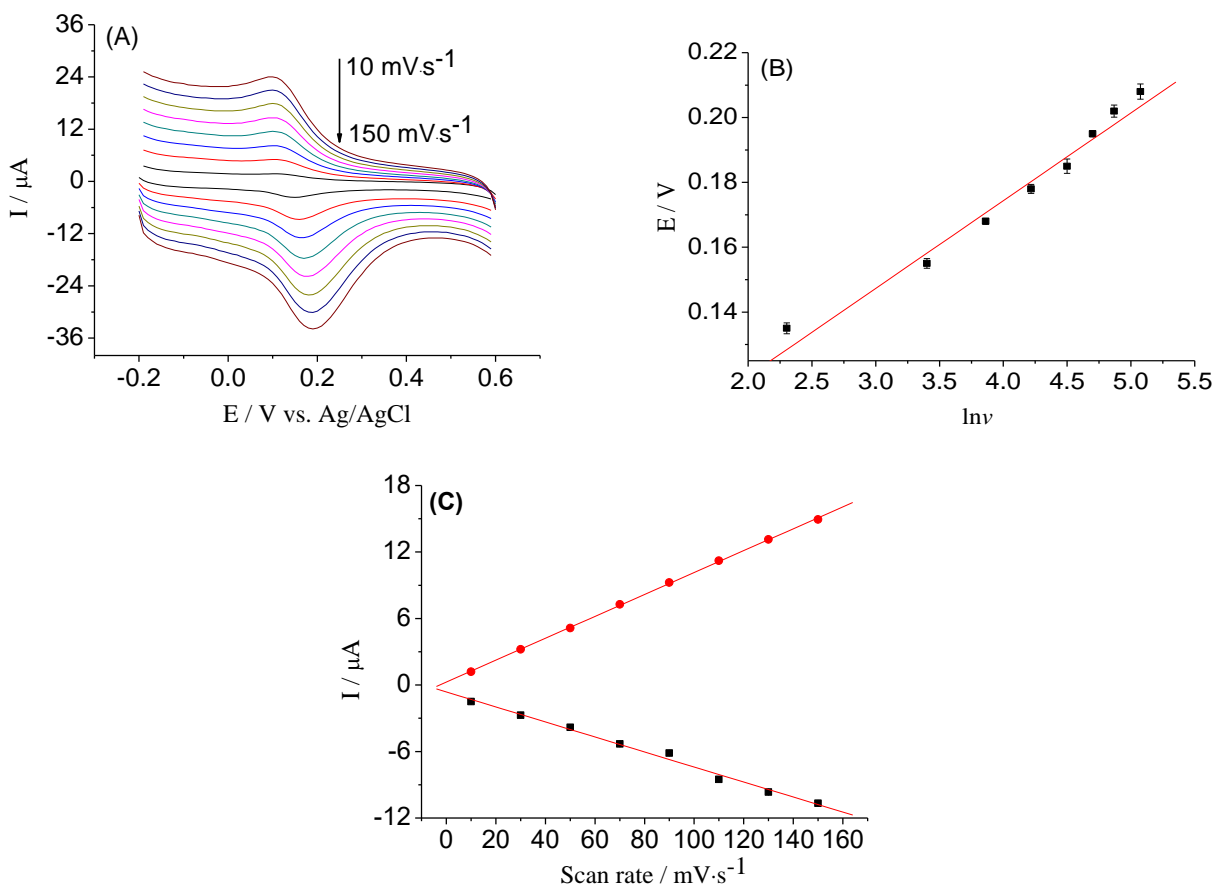 (A)
36
24
12
0
-12
-24
-36
I / µA
10 mV·s⁻¹
150 mV·s⁻¹
-0.2 0.0 0.2 0.4 0.6
E / V vs. Ag/AgCl
(B)
0.22
0.20
0.18
0.16
0.14
E / V
2.0 2.5 3.0 3.5 4.0 4.5 5.0 5.5
lnv
(C)
18
12
6
0
-6
-12
I / µA
0 20 40 60 80 100 120 140 160
Scan rate / mV·s⁻¹